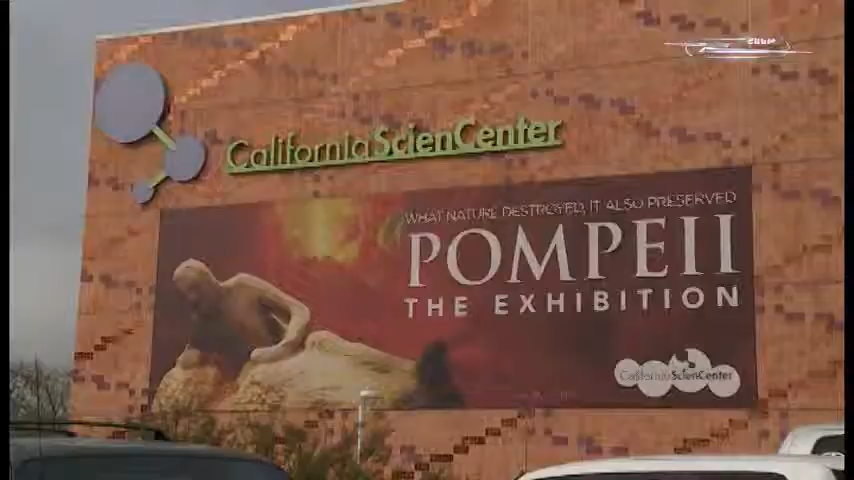 California ScienCenter
WHAT NATURE DESTROYED, IT ALSO PRESERVED
POMPEII
THE EXHIBITION
California ScienCenter